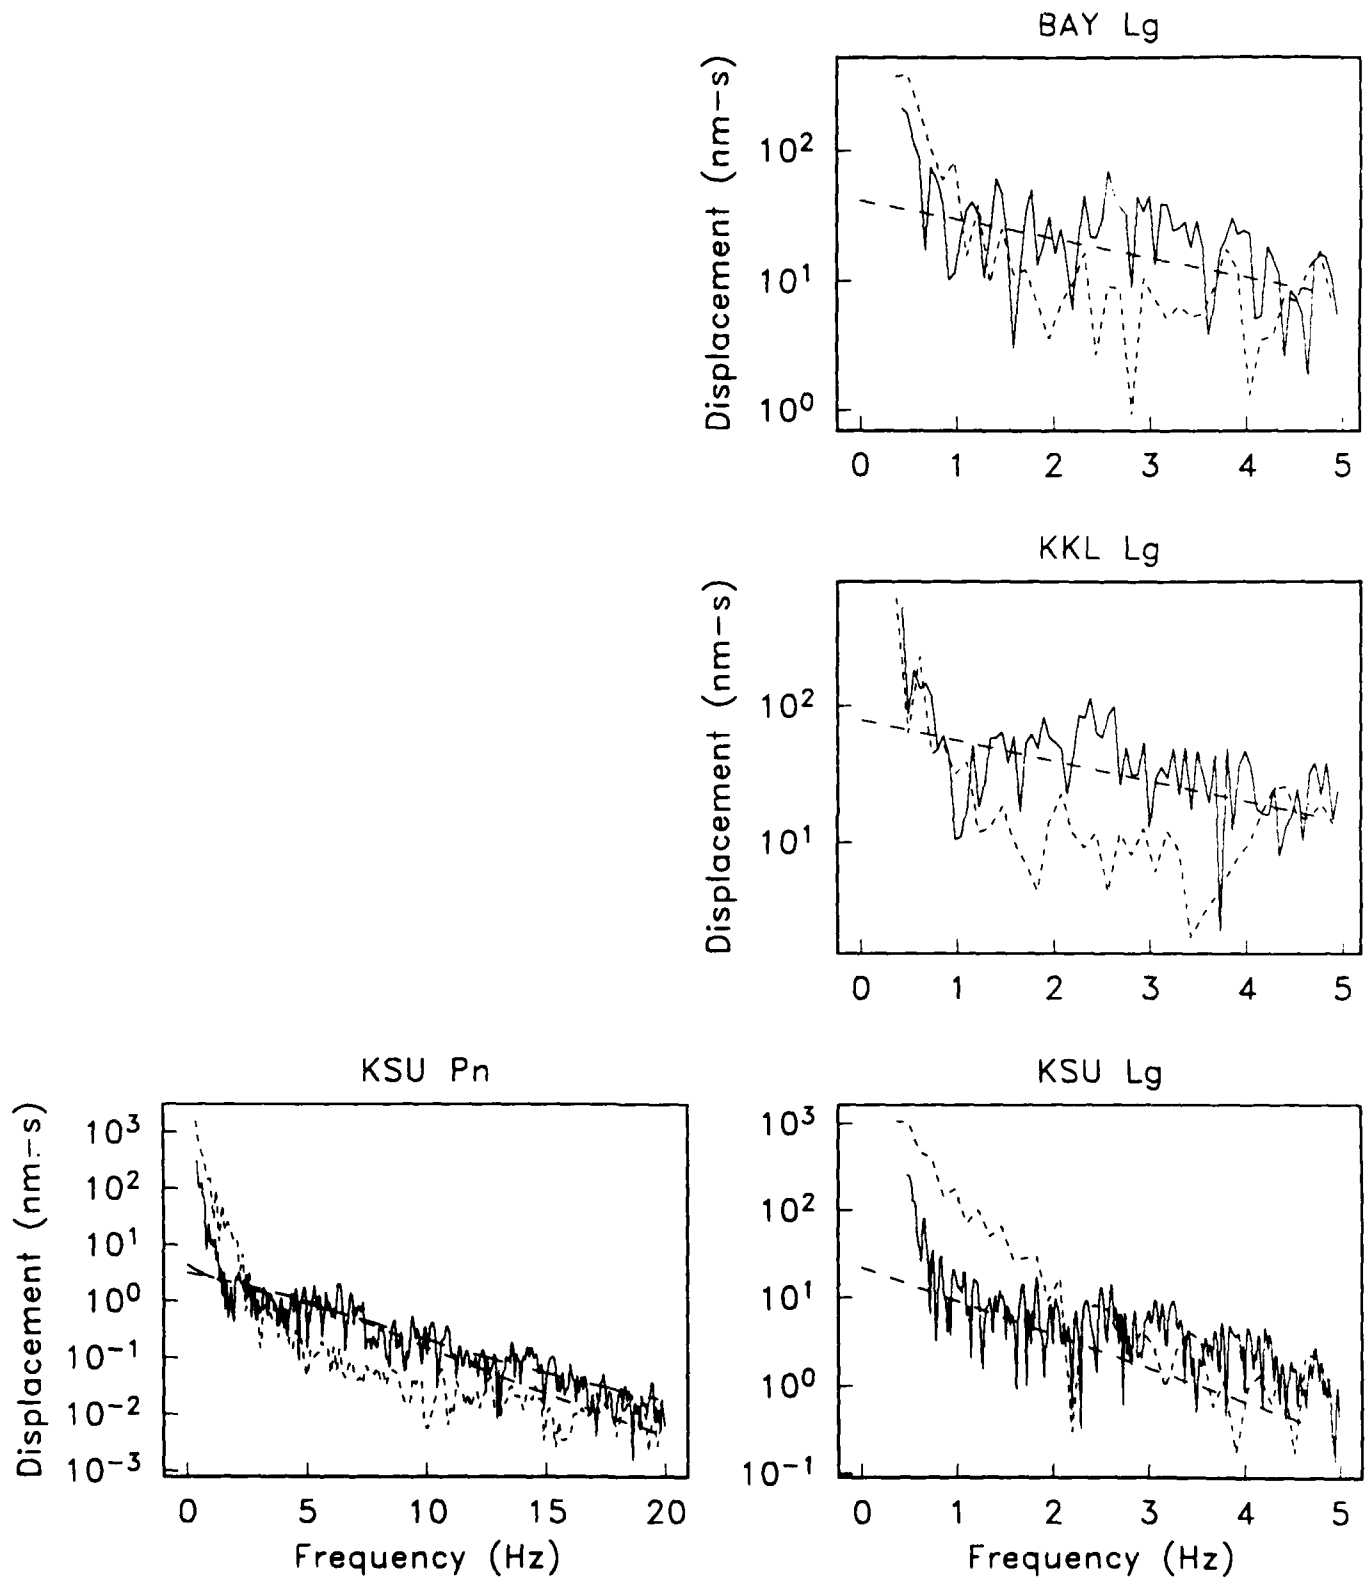 BAY Lg
Displacement (nm-s)
10²
10¹
10⁰
0 1 2 3 4 5
KKL Lg
Displacement (nm-s)
10²
10¹
0 1 2 3 4 5
KSU Pn
Displacement (nm-s)
10³
10²
10¹
10⁰
10⁻¹
10⁻²
10⁻³
0 5 10 15 20
Frequency (Hz)
KSU Lg
10³
10²
10¹
10⁰
10⁻¹
Displacement (nm-s)
0 1 2 3 4 5
Frequency (Hz)